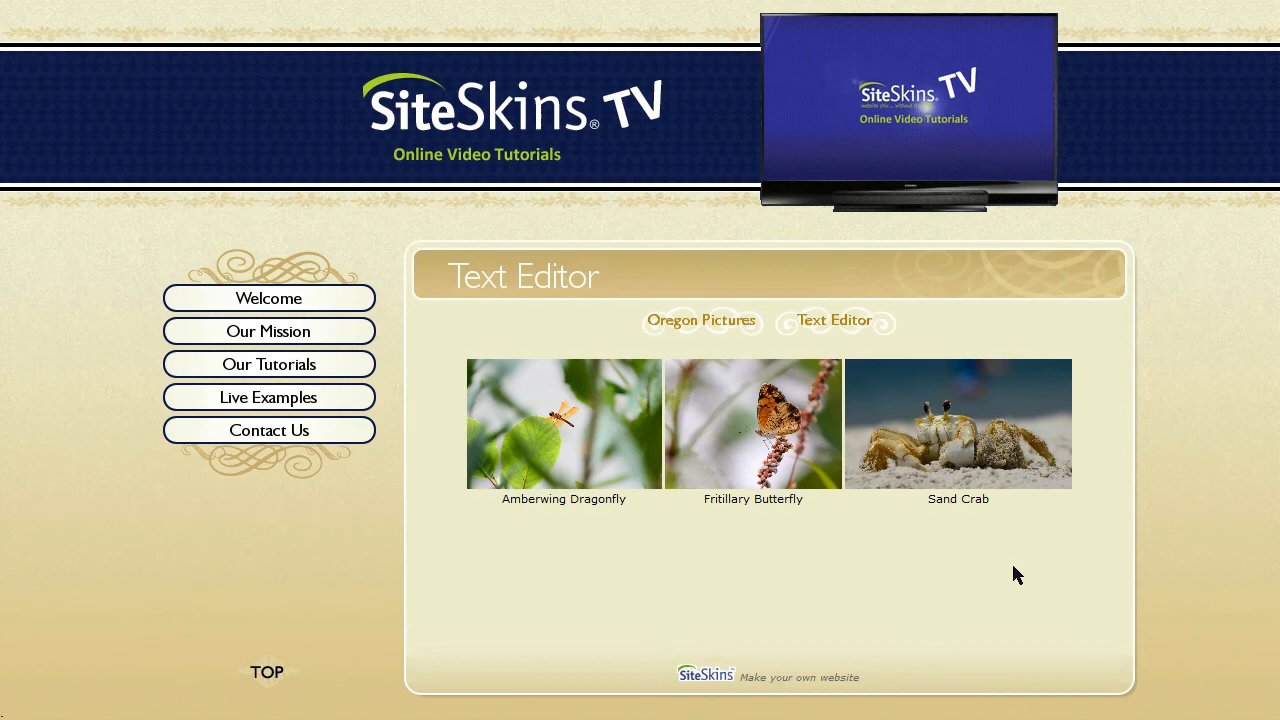 SiteSkins® TV
Online Video Tutorials
SiteSkins. TV
Online Video Tutorials
Text Editor
Oregon Pictures Text Editor
Welcome
Our Mission
Our Tutorials
Live Examples
Contact Us
Amberwing Dragonfly Fritillary Butterfly Sand Crab
TOP
SiteSkins Make your own website